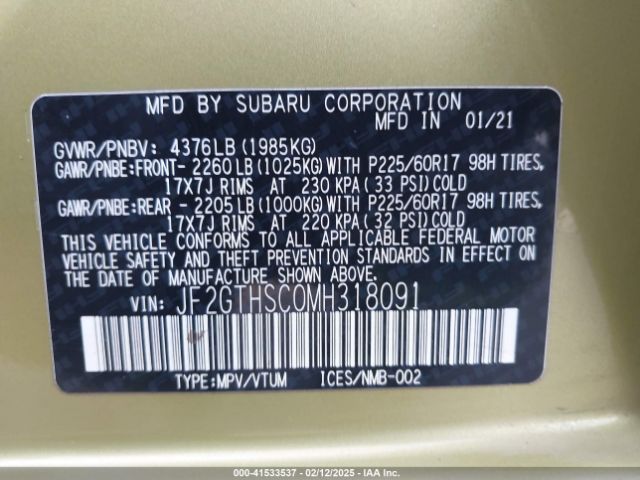 MFD BY SUBARU CORPORATION
MFD IN 01/21
GVWR/PNBV: 4376LB (1985KG)
GAWR/PNBE:FRONT- 2260LB(1025KG)WITH P225/60R17 98H TIRES,
17X7J RIMS AT 230 KPA (33 PSI)COLD
GAWR/PNBE:REAR - 2205LB(1000KG)WITH P225/60R17 98H TIRES,
17X7J RIMS AT 220 KPA (32 PSI)COLD
THIS VEHICLE CONFORMS TO ALL APPLICABLE FEDERAL MOTOR
VEHICLE SAFETY AND THEFT PREVENTION STANDARDS IN EFFECT ON
THE DATE OF MANUFACTURE SHOWN ABOVE.
VIN: JF2GTHSC0MH318091
TYPE:MPV/VTUM ICES/NMB-002
000-41533537 - 02/12/2025 - IAA Inc.